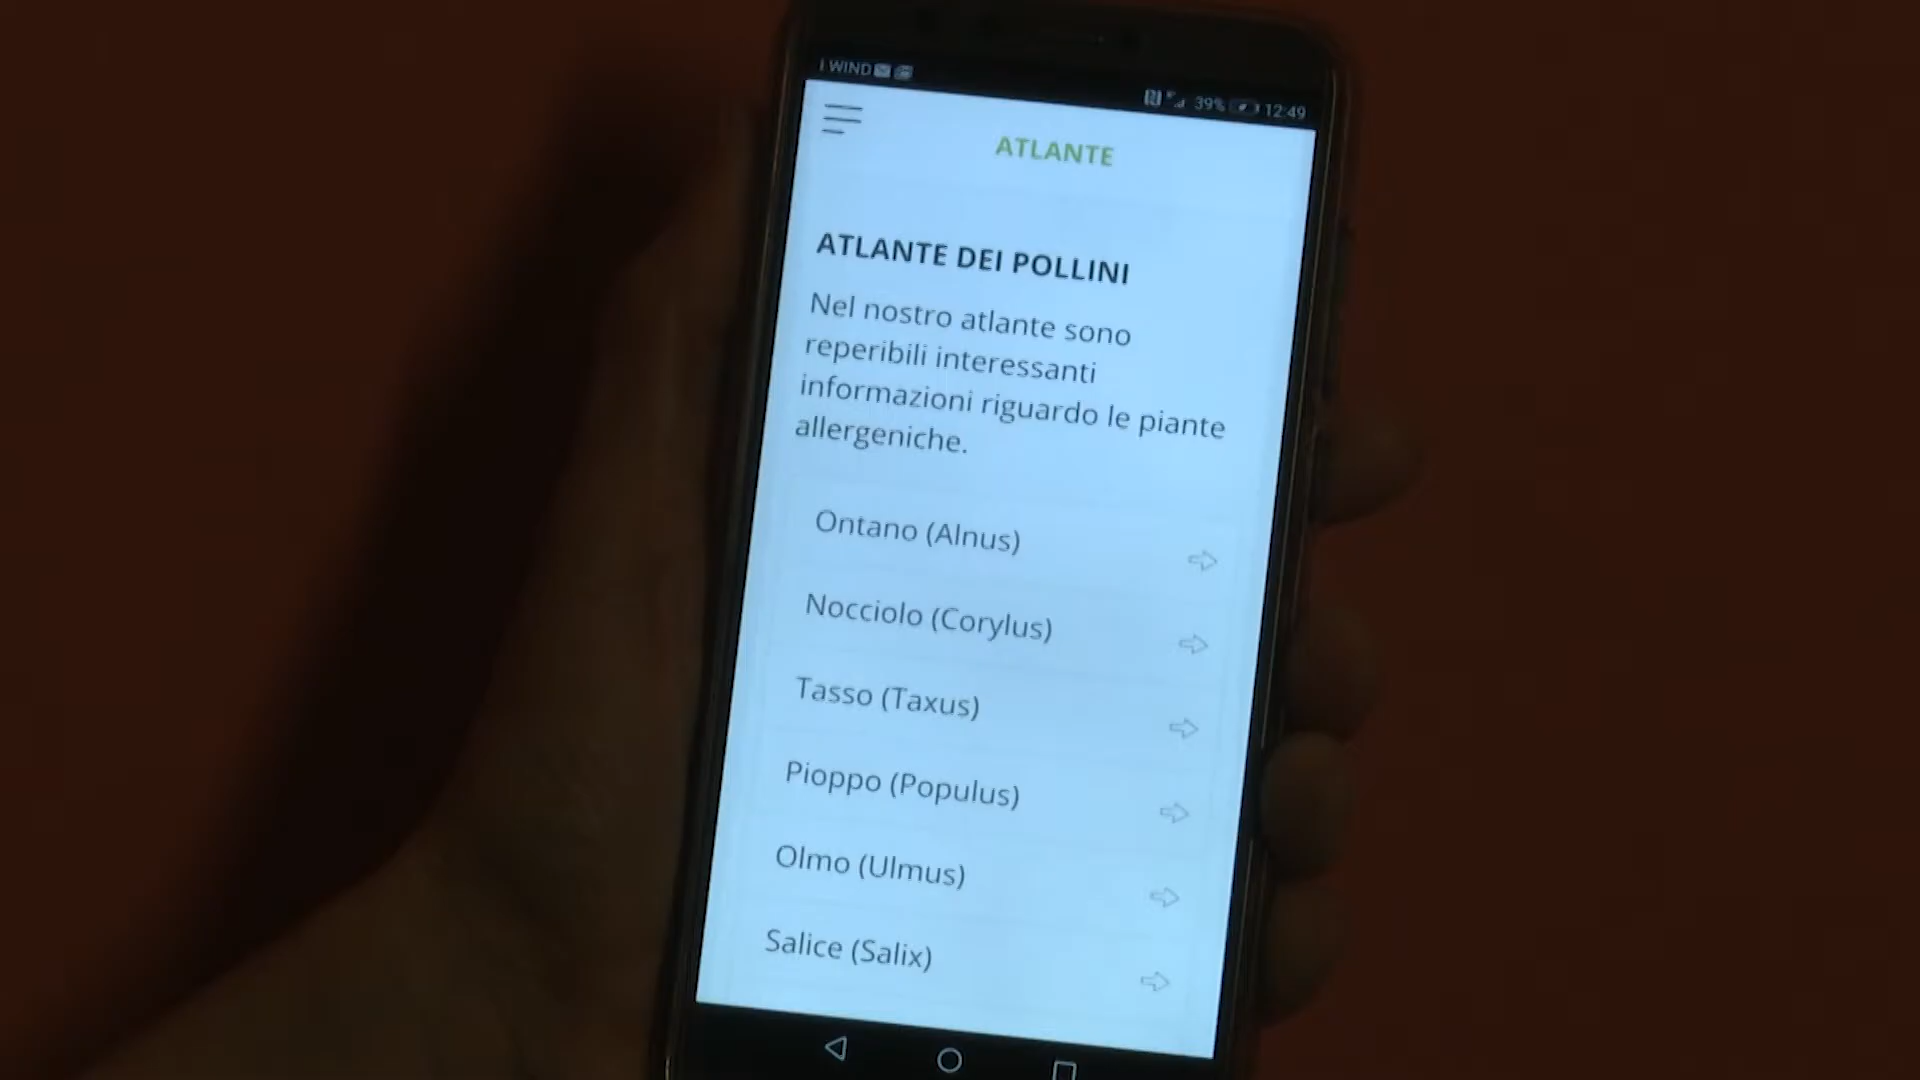 I WIND
39% 12:49
ATLANTE
ATLANTE DEI POLLINI
Nel nostro atlante sono
reperibili interessanti
informazioni riguardo le piante
allergeniche.
Ontano (Alnus)
Nocciolo (Corylus)
Tasso (Taxus)
Pioppo (Populus)
Olmo (Ulmus)
Salice (Salix)